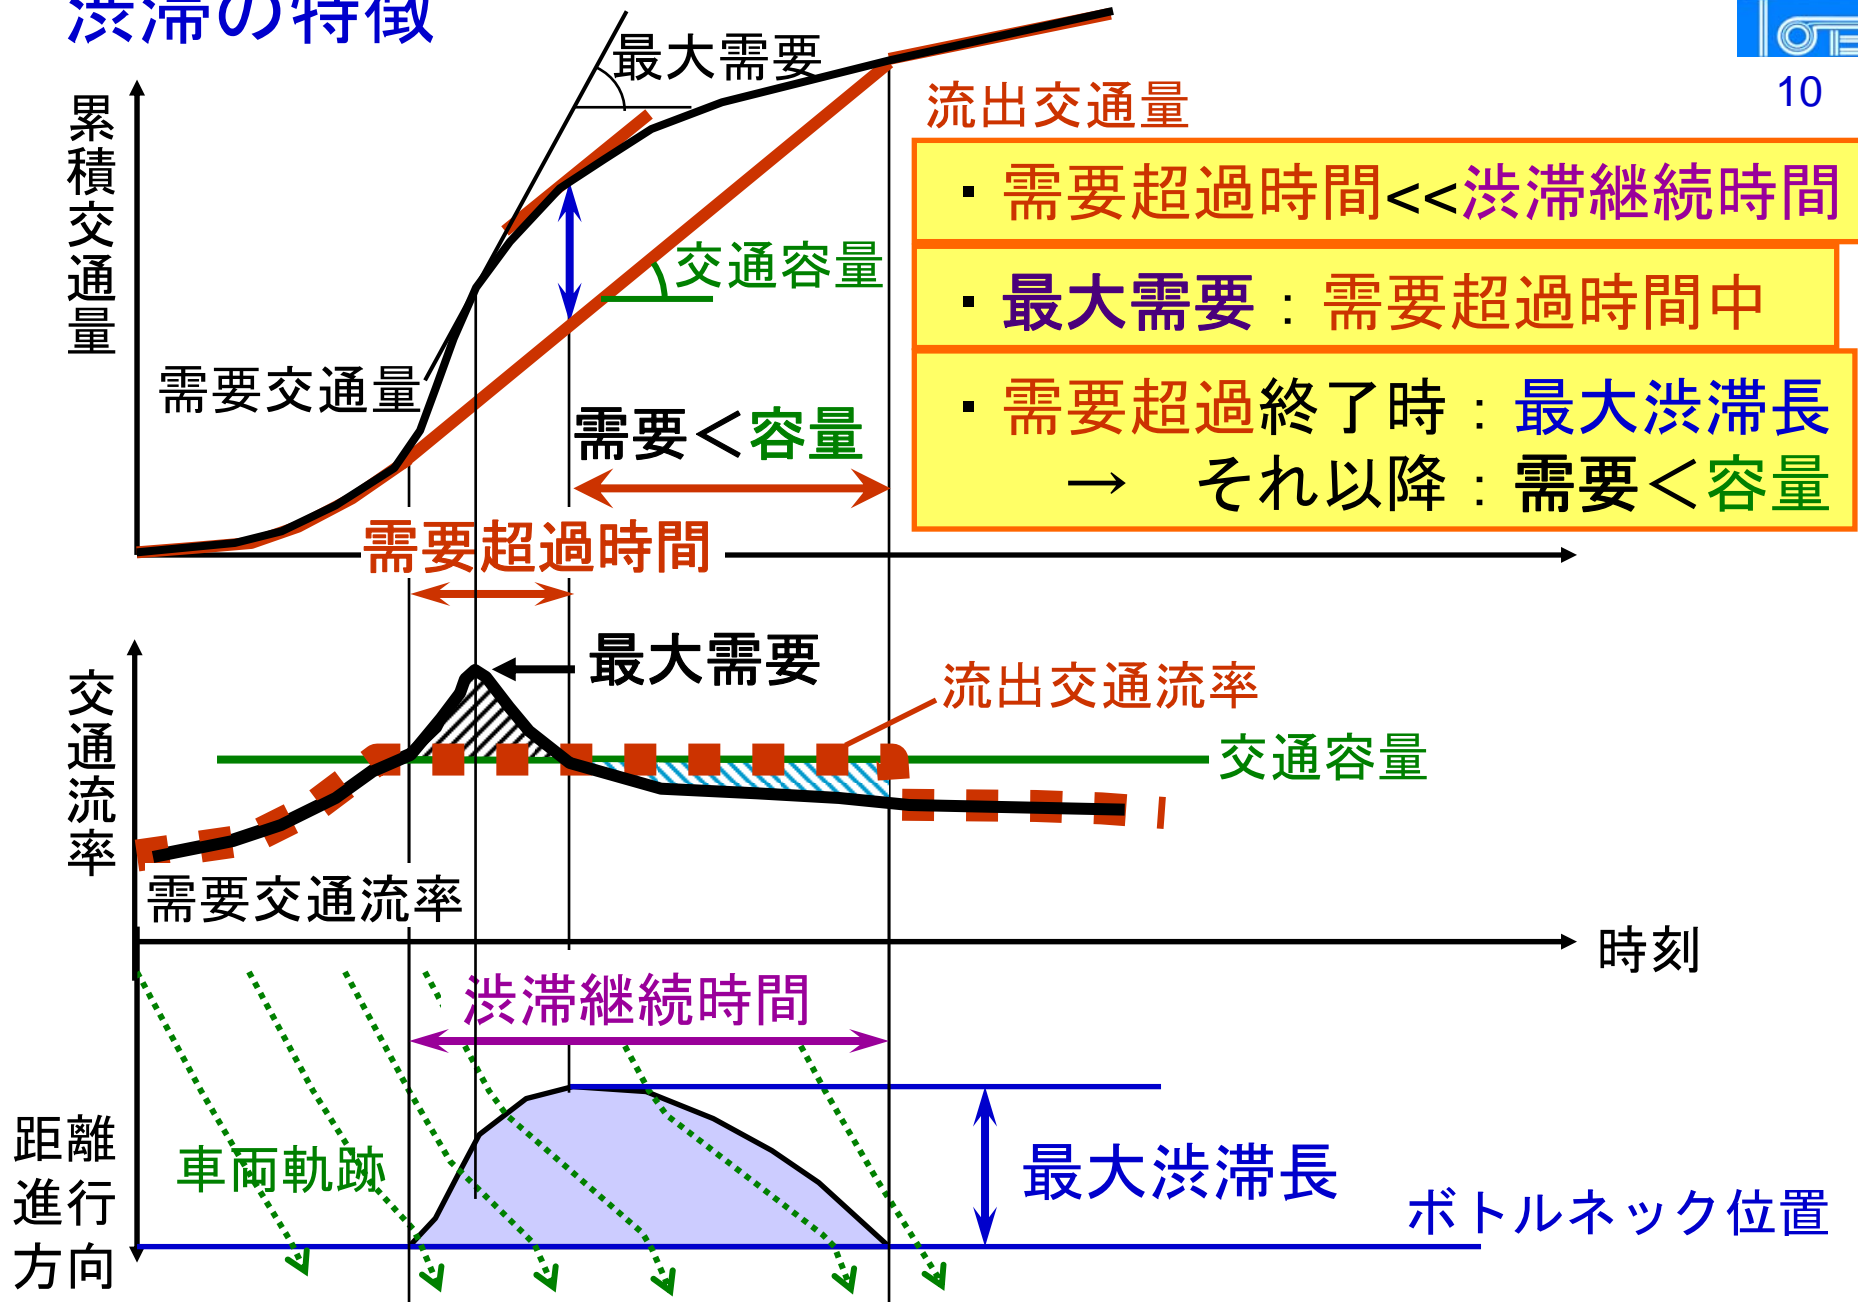 渋滞の特徴
10
累積交通量
最大需要
流出交通量
・需要超過時間<<渋滞継続時間
交通容量
・最大需要：需要超過時間中
需要交通量
需要＜容量
・需要超過終了時：最大渋滞長
→ それ以降：需要＜容量
需要超過時間
交通流率
最大需要
流出交通流率
交通容量
需要交通流率
時刻
渋滞継続時間
距離
進行
方向
車両軌跡
最大渋滞長
ボトルネック位置